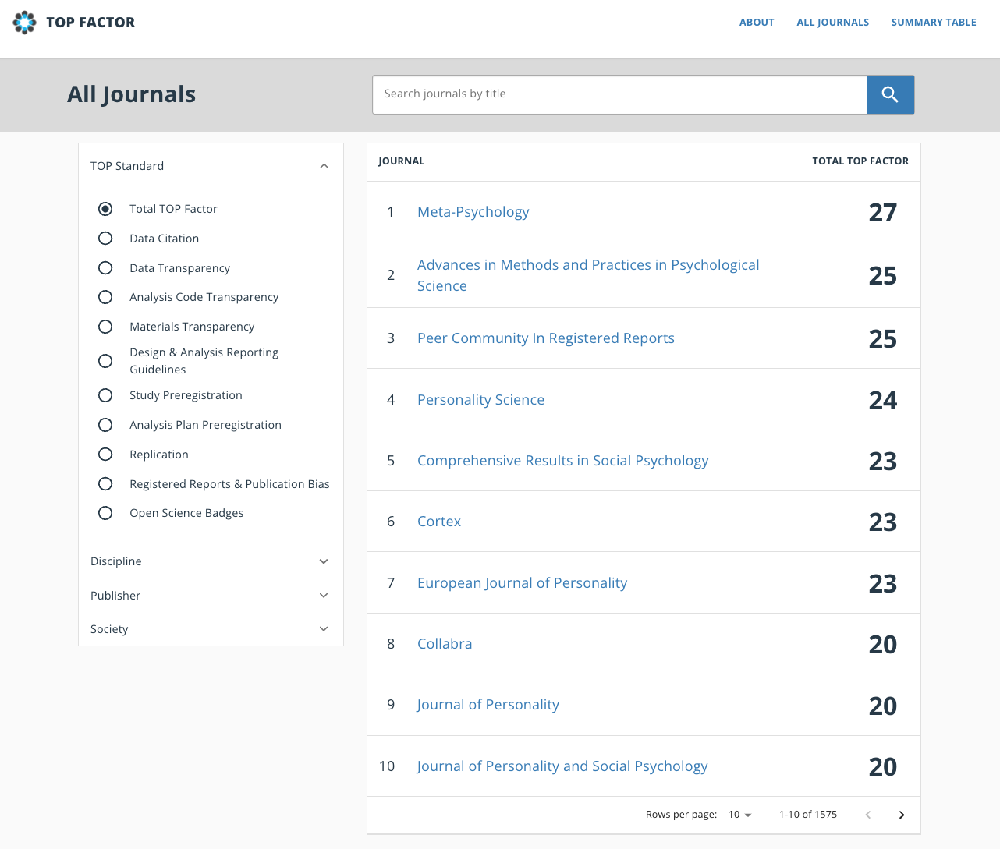 TOP FACTOR
ABOUT
ALL JOURNALS
SUMMARY TABLE
All Journals
Search journals by title
TOP Standard
Total TOP Factor
Data Citation
Data Transparency
Analysis Code Transparency
Materials Transparency
Design & Analysis Reporting
Guidelines
Study Preregistration
Analysis Plan Preregistration
Replication
Registered Reports & Publication Bias
Open Science Badges
Discipline
Publisher
Society
JOURNAL TOTAL TOP FACTOR
1 Meta-Psychology 27
2 Advances in Methods and Practices in Psychological
Science 25
3 Peer Community In Registered Reports 25
4 Personality Science 24
5 Comprehensive Results in Social Psychology 23
6 Cortex 23
7 European Journal of Personality 23
8 Collabra 20
9 Journal of Personality 20
10 Journal of Personality and Social Psychology 20
Rows per page: 10 1-10 of 1575